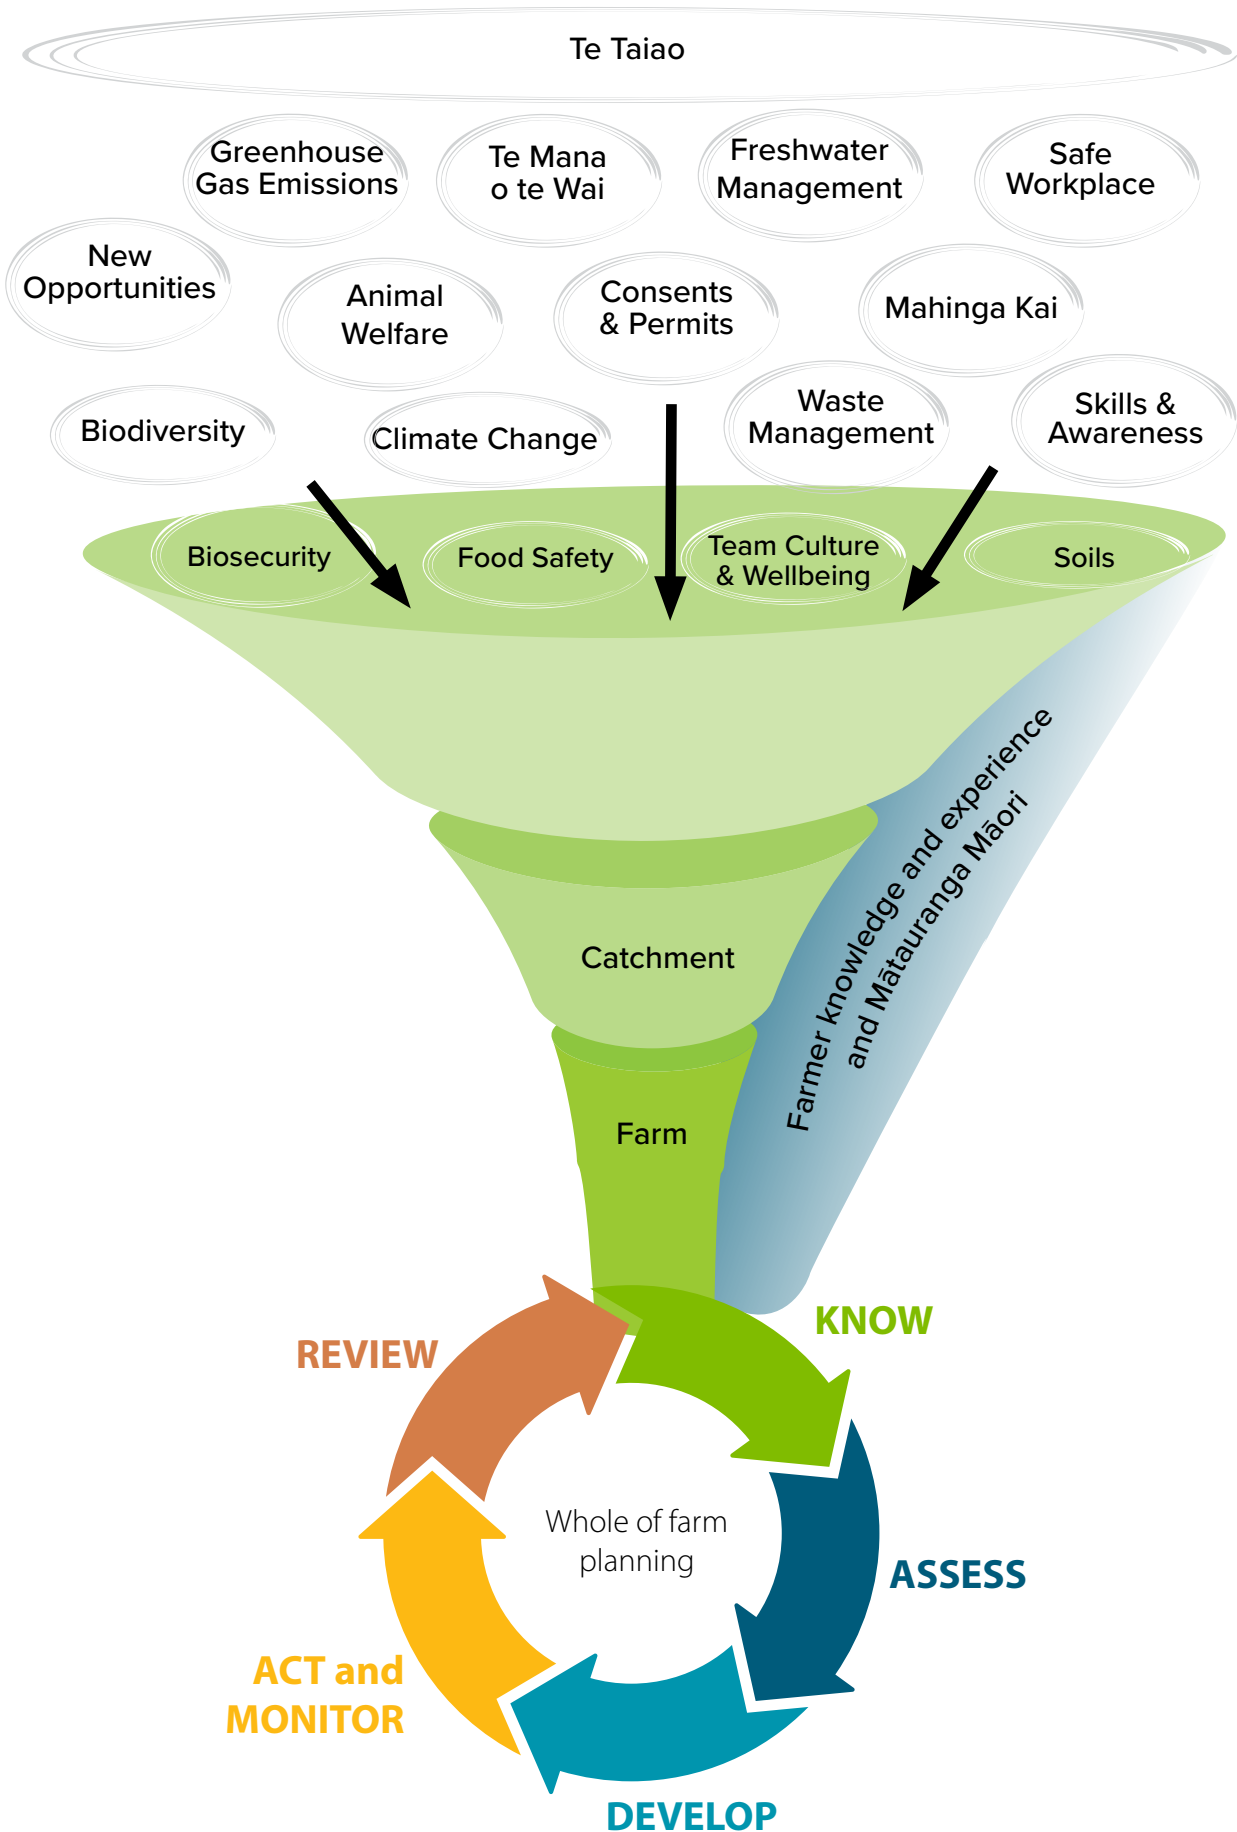 Te Taiao
Greenhouse
Gas Emissions
Te Mana
o te Wai
Freshwater
Management
Safe
Workplace
New
Opportunities
Animal
Welfare
Consents
& Permits
Mahinga Kai
Biodiversity
Climate Change
Waste
Management
Skills &
Awareness
Biosecurity
Food Safety
Team Culture
& Wellbeing
Soils
Farmer knowledge and experience
and Mātauranga Māori
Catchment
Farm
KNOW
REVIEW
Whole of farm
planning
ASSESS
ACT and
MONITOR
DEVELOP